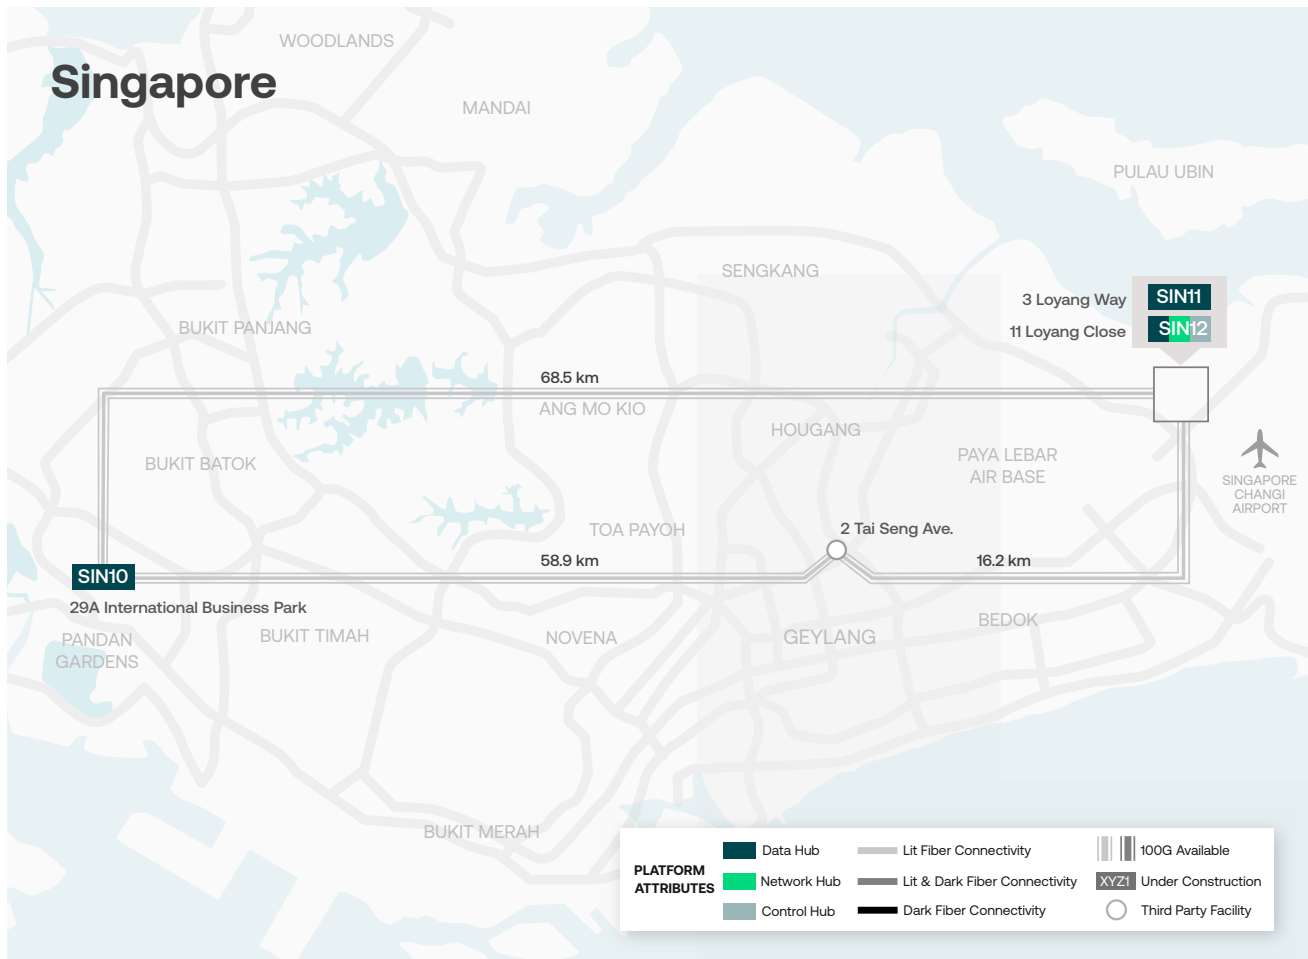 WOODLANDS
Singapore
MANDAI
PULAU UBIN
SENGKANG
3 Loyang Way
SIN11
11 Loyang Close
SIN12
BUKIT PANJANG
68.5 km
ANG MO KIO
HOUGANG
PAYA LEBAR
AIR BASE
BUKIT BATOK
SINGAPORE
CHANGI
AIRPORT
TOA PAYOH
2 Tai Seng Ave.
58.9 km
16.2 km
SIN10
29A International Business Park
PANDAN
GARDENS
BUKIT TIMAH
NOVENA
GEYLANG
BEDOK
BUKIT MERAH
PLATFORM
ATTRIBUTES
Data Hub
Network Hub
Control Hub
Lit Fiber Connectivity
Lit & Dark Fiber Connectivity
Dark Fiber Connectivity
100G Available
XYZ1 Under Construction
Third Party Facility